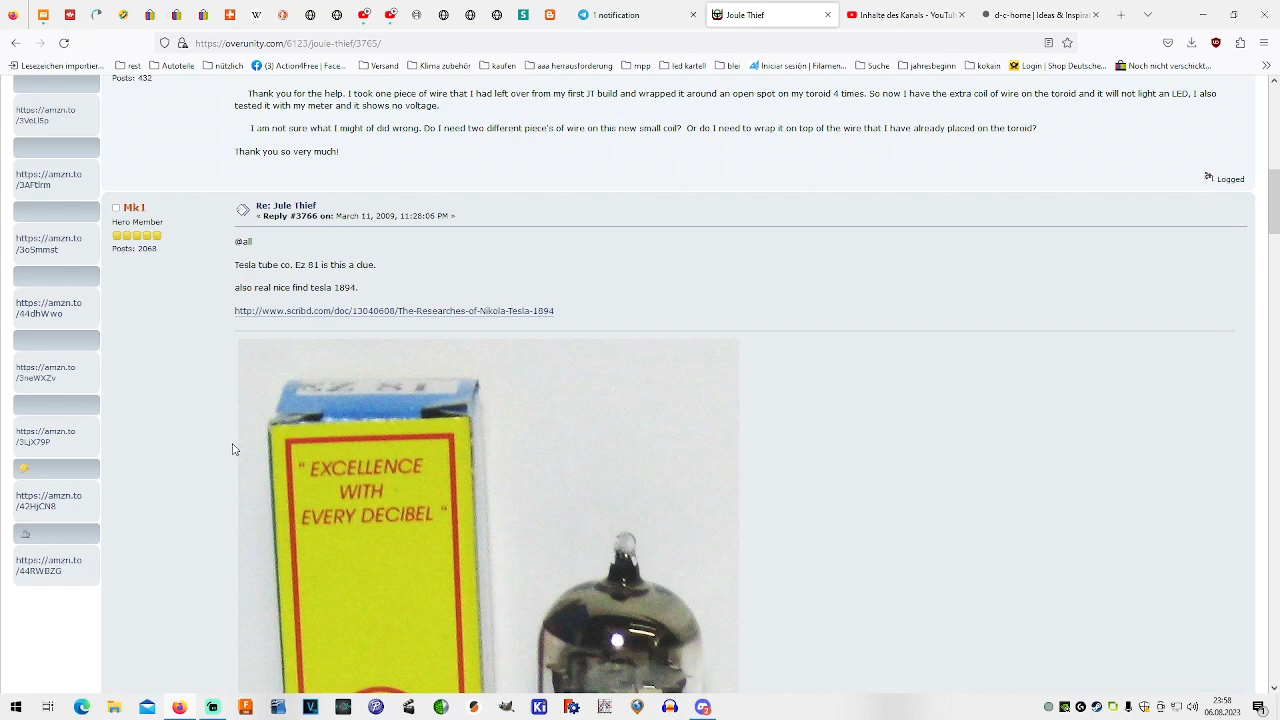 1 notification
Joule Thief
Inhalte des Kanals - YouTub
d-c-home | Ideas to Inspire
https://overunity.com/6123/joule-thief/3765/
Lesezeichen importier...
rest
Autoteile
nützlich
(3) Action4Free | Face...
Versand
Klima zubehör
kaufen
aaa herrausforderung
mpp
led kartell
blei
Iniciar sesión | Filamen...
Suche
jahresbeginn
kokain
Login | Shop Deutsche...
Noch nicht verschickt...
Posts: 432
Thank you for the help. I took one piece of wire that I had left over from my first JT build and wrapped it around an open spot on my toroid 4 times. So now I have the extra coil of wire on the toroid and it will not light an LED, I also
tested it with my meter and it shows no voltage.
I am not sure what I might of did wrong. Do I need two different piece's of wire on this new small coil? Or do I need to wrap it on top of the wire that I have already placed on the toroid?
Thank you so very much!
Logged
https://amzn.to
/3VeLl5p
https://amzn.to
/3AFtlrm
https://amzn.to
/3oSmmst
https://amzn.to
/44dhWwo
https://amzn.to
/3neWXZv
https://amzn.to
/3LjX79P
https://amzn.to
/42HjCN8
https://amzn.to
/44RWBZG
Mk1
Hero Member
Posts: 2068
Re: Jule Thief
« Reply #3766 on: March 11, 2009, 11:28:06 PM »
@all
Tesla tube co. Ez 81 is this a clue.
also real nice find tesla 1894.
http://www.scribd.com/doc/13040608/The-Researches-of-Nikola-Tesla-1894
" EXCELLENCE
WITH
EVERY DECIBEL "
23:58
06.09.2023